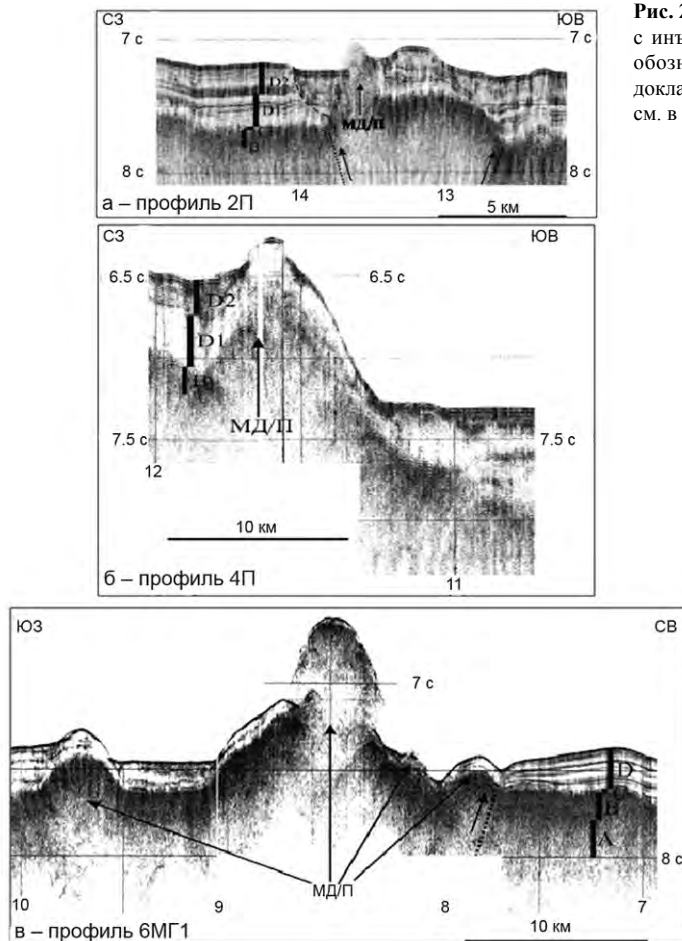 Рис. 2
с инъ
обозн
докла
см. в
СЗ ЮВ
7 с 7 с
D2
D1
B
МД/П
8 с 8 с
14 13
5 км
а – профиль 2П
СЗ ЮВ
6.5 с 6.5 с
D2
D1
МД/П
7.5 с 7.5 с
12
10 км
11
б – профиль 4П
ЮЗ СВ
7 с
D
B
A
8 с
МД/П
10 9 8 7
10 км
в – профиль 6МГ1